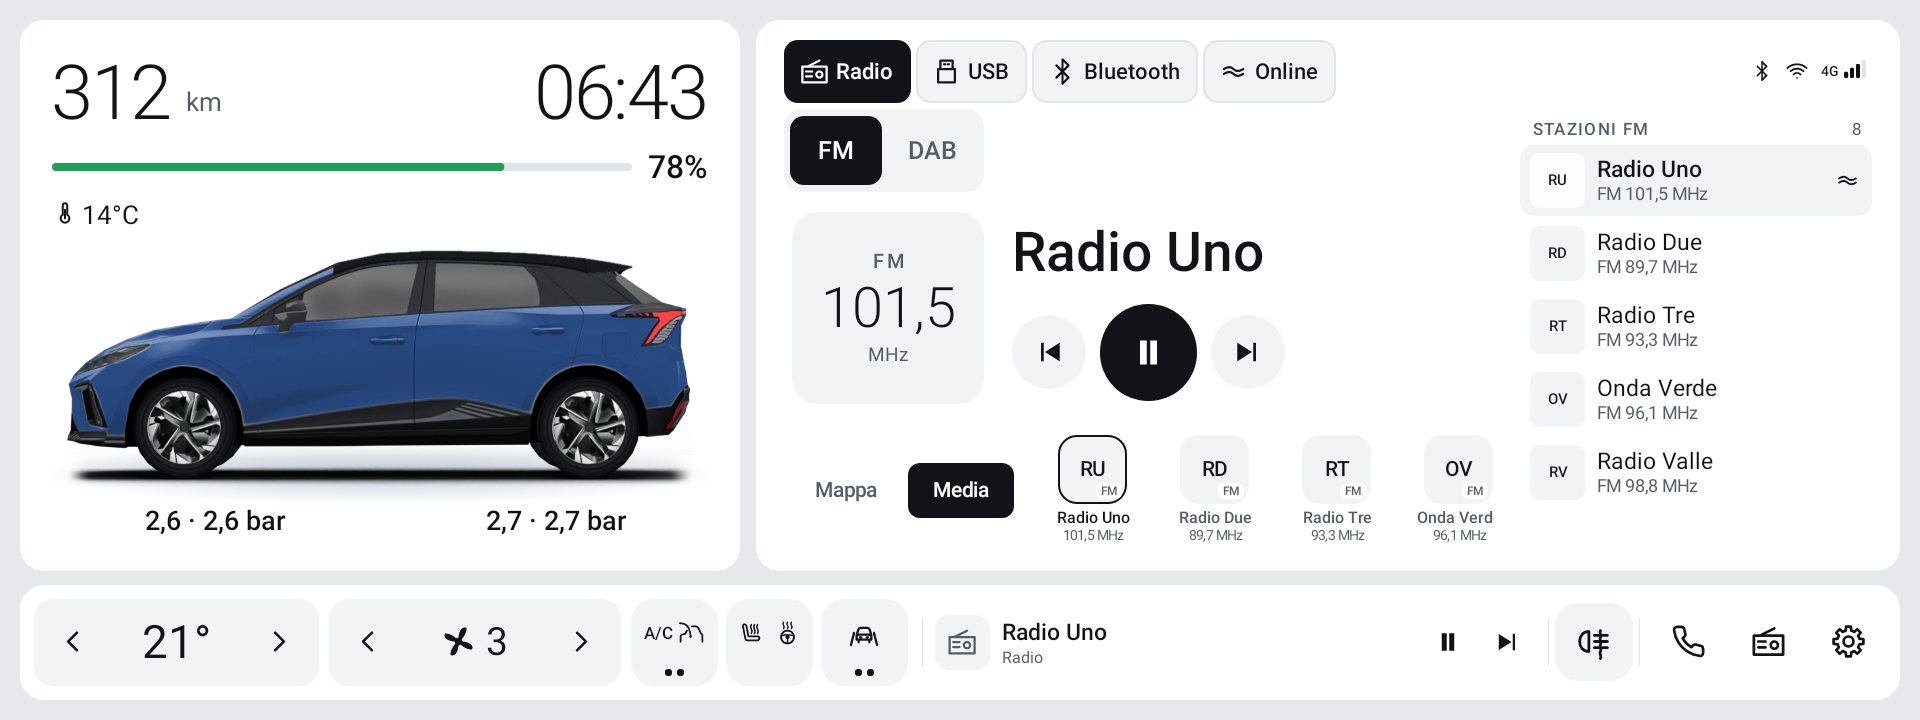 312 km
06:43
78%
14°C
2,6 · 2,6 bar
2,7 · 2,7 bar
Radio
USB
Bluetooth
Online
4G
FM
DAB
FM
101,5
MHz
Radio Uno
Mappa
Media
RU
FM
Radio Uno
101,5 MHz
RD
FM
Radio Due
89,7 MHz
RT
FM
Radio Tre
93,3 MHz
OV
FM
Onda Verd
96,1 MHz
STAZIONI FM
8
RU
Radio Uno
FM 101,5 MHz
RD
Radio Due
FM 89,7 MHz
RT
Radio Tre
FM 93,3 MHz
OV
Onda Verde
FM 96,1 MHz
RV
Radio Valle
FM 98,8 MHz
21°
3
A/C
Radio Uno
Radio